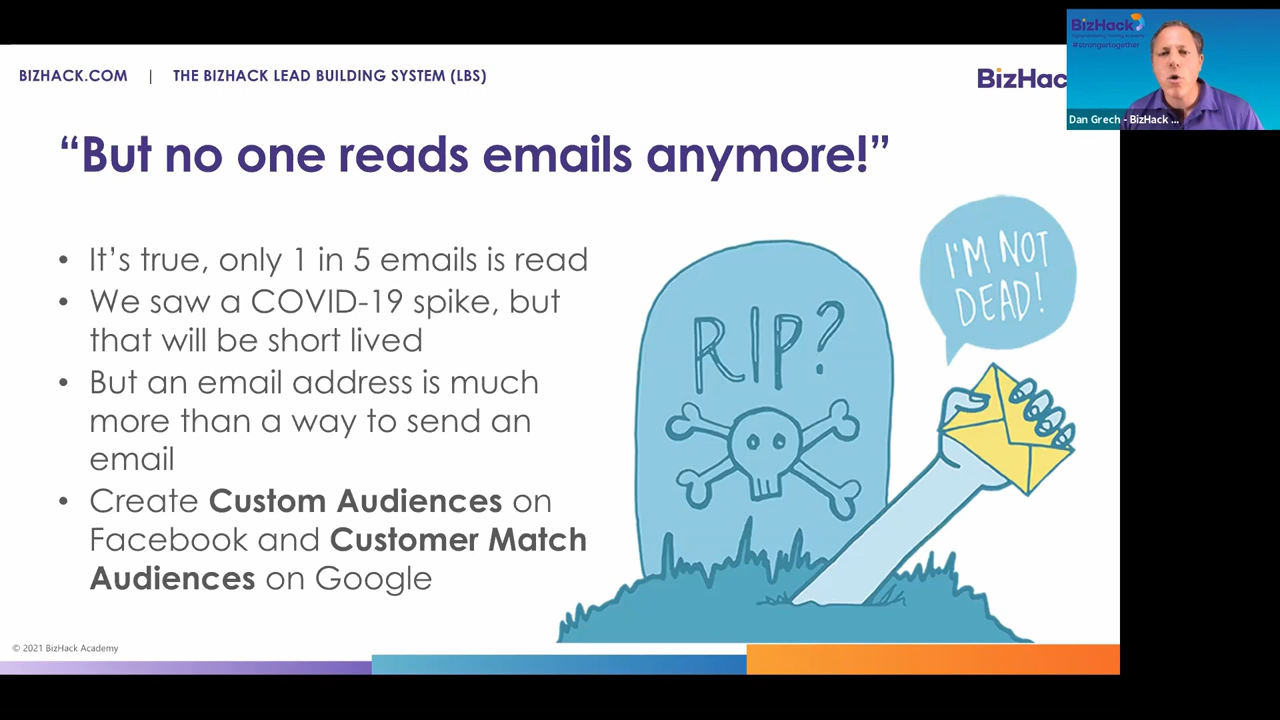 BIZHACK.COM | THE BIZHACK LEAD BUILDING SYSTEM (LBS)
BizHac
BizHack
#strongertogether
Dan Grech - BizHack ...
“But no one reads emails anymore!”
• It’s true, only 1 in 5 emails is read
• We saw a COVID-19 spike, but
that will be short lived
• But an email address is much
more than a way to send an
email
• Create Custom Audiences on
Facebook and Customer Match
Audiences on Google
RIP?
I'M NOT
DEAD!
© 2021 BizHack Academy